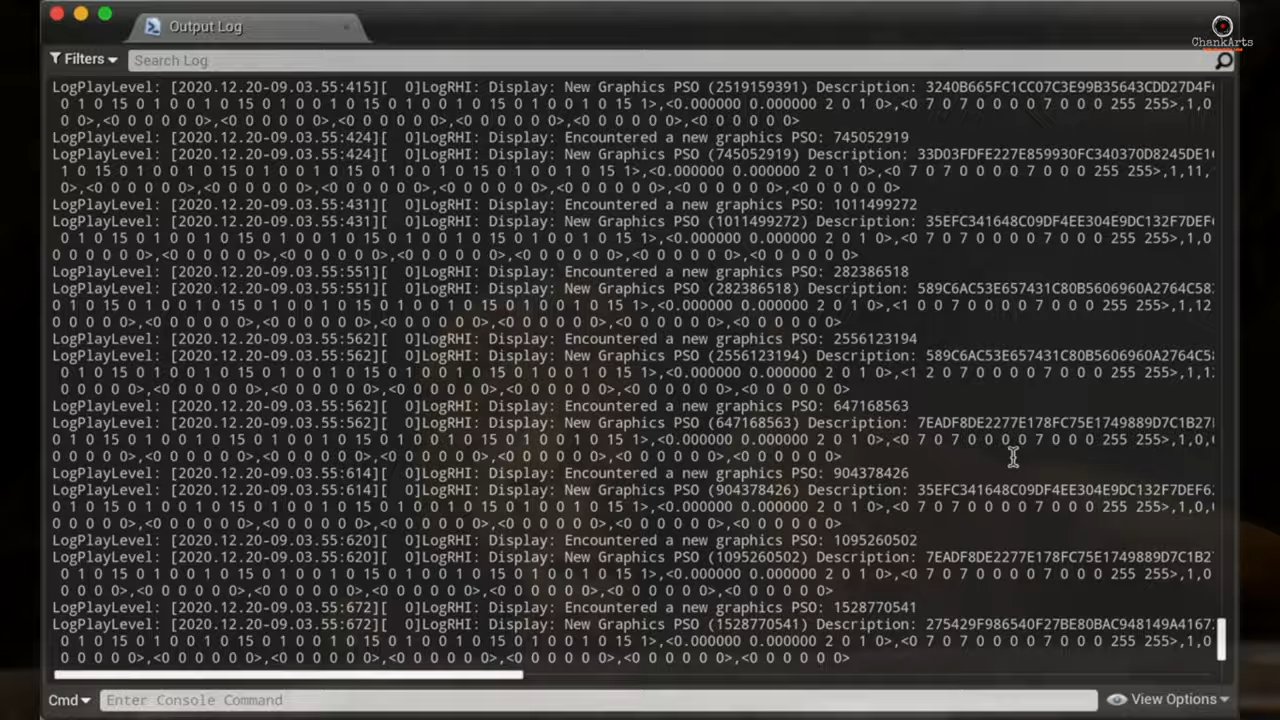 Output Log
ChankArts
Filters
Search Log
LogPlayLevel: [2020.12.20-09.03.55:415][  0]LogRHI: Display: New Graphics PSO (2519159391) Description: 3240B665FC1CC07C3E99B35643CDD27D4F
0 1 0 15 0 1 0 0 1 0 15 0 1 0 0 1 0 15 0 1 0 0 1 0 15 0 1 0 0 1 0 15 1>,<0.000000 0.000000 2 0 1 0>,<0 7 0 7 0 0 0 0 7 0 0 0 255 255>,1,0
0 0>,<0 0 0 0 0 0>,<0 0 0 0 0 0>,<0 0 0 0 0 0>,<0 0 0 0 0 0>,<0 0 0 0 0 0>
LogPlayLevel: [2020.12.20-09.03.55:424][  0]LogRHI: Display: Encountered a new graphics PSO: 745052919
LogPlayLevel: [2020.12.20-09.03.55:424][  0]LogRHI: Display: New Graphics PSO (745052919) Description: 33D03FDFE227E859930FC340370D8245DE1
1 0 15 0 1 0 0 1 0 15 0 1 0 0 1 0 15 0 1 0 0 1 0 15 0 1 0 0 1 0 15 1>,<0.000000 0.000000 2 0 1 0>,<0 7 0 7 0 0 0 0 7 0 0 0 255 255>,1,11,
0>,<0 0 0 0 0 0>,<0 0 0 0 0 0>,<0 0 0 0 0 0>,<0 0 0 0 0 0>,<0 0 0 0 0 0>,<0 0 0 0 0 0>
LogPlayLevel: [2020.12.20-09.03.55:431][  0]LogRHI: Display: Encountered a new graphics PSO: 1011499272
LogPlayLevel: [2020.12.20-09.03.55:431][  0]LogRHI: Display: New Graphics PSO (1011499272) Description: 35EFC341648C09DF4EE304E9DC132F7DEF
0 1 0 15 0 1 0 0 1 0 15 0 1 0 0 1 0 15 0 1 0 0 1 0 15 0 1 0 0 1 0 15 1>,<0.000000 0.000000 2 0 1 0>,<0 7 0 7 0 0 0 0 7 0 0 0 255 255>,1,0
0 0 0 0 0>,<0 0 0 0 0 0>,<0 0 0 0 0 0>,<0 0 0 0 0 0>,<0 0 0 0 0 0>,<0 0 0 0 0 0>
LogPlayLevel: [2020.12.20-09.03.55:551][  0]LogRHI: Display: Encountered a new graphics PSO: 282386518
LogPlayLevel: [2020.12.20-09.03.55:551][  0]LogRHI: Display: New Graphics PSO (282386518) Description: 589C6AC53E657431C80B5606960A2764C58
0 1 0 15 0 1 0 0 1 0 15 0 1 0 0 1 0 15 0 1 0 0 1 0 15 0 1 0 0 1 0 15 1>,<0.000000 0.000000 2 0 1 0>,<1 0 0 7 0 0 0 0 7 0 0 0 255 255>,1,12
0 0 0 0 0>,<0 0 0 0 0 0>,<0 0 0 0 0 0>,<0 0 0 0 0 0>,<0 0 0 0 0 0>,<0 0 0 0 0 0>
LogPlayLevel: [2020.12.20-09.03.55:562][  0]LogRHI: Display: Encountered a new graphics PSO: 2556123194
LogPlayLevel: [2020.12.20-09.03.55:562][  0]LogRHI: Display: New Graphics PSO (2556123194) Description: 589C6AC53E657431C80B5606960A2764C5
0 1 0 15 0 1 0 0 1 0 15 0 1 0 0 1 0 15 0 1 0 0 1 0 15 0 1 0 0 1 0 15 1>,<0.000000 0.000000 2 0 1 0>,<1 2 0 7 0 0 0 0 7 0 0 0 255 255>,1,1
0 0 0 0 0>,<0 0 0 0 0 0>,<0 0 0 0 0 0>,<0 0 0 0 0 0>,<0 0 0 0 0 0>,<0 0 0 0 0 0>
LogPlayLevel: [2020.12.20-09.03.55:562][  0]LogRHI: Display: Encountered a new graphics PSO: 647168563
LogPlayLevel: [2020.12.20-09.03.55:562][  0]LogRHI: Display: New Graphics PSO (647168563) Description: 7EADF8DE2277E178FC75E1749889D7C1B27
0 1 0 15 0 1 0 0 1 0 15 0 1 0 0 1 0 15 0 1 0 0 1 0 15 0 1 0 0 1 0 15 1>,<0.000000 0.000000 2 0 1 0>,<0 7 0 7 0 0 0 0 7 0 0 0 255 255>,1,0,
0 0 0 0 0>,<0 0 0 0 0 0>,<0 0 0 0 0 0>,<0 0 0 0 0 0>,<0 0 0 0 0 0>,<0 0 0 0 0 0>
LogPlayLevel: [2020.12.20-09.03.55:614][  0]LogRHI: Display: Encountered a new graphics PSO: 904378426
LogPlayLevel: [2020.12.20-09.03.55:614][  0]LogRHI: Display: New Graphics PSO (904378426) Description: 35EFC341648C09DF4EE304E9DC132F7DEF6
0 1 0 15 0 1 0 0 1 0 15 0 1 0 0 1 0 15 0 1 0 0 1 0 15 0 1 0 0 1 0 15 1>,<0.000000 0.000000 2 0 1 0>,<0 7 0 7 0 0 0 0 7 0 0 0 255 255>,1,0,
0 0 0 0 0>,<0 0 0 0 0 0>,<0 0 0 0 0 0>,<0 0 0 0 0 0>,<0 0 0 0 0 0>,<0 0 0 0 0 0>
LogPlayLevel: [2020.12.20-09.03.55:620][  0]LogRHI: Display: Encountered a new graphics PSO: 1095260502
LogPlayLevel: [2020.12.20-09.03.55:620][  0]LogRHI: Display: New Graphics PSO (1095260502) Description: 7EADF8DE2277E178FC75E1749889D7C1B2
0 1 0 15 0 1 0 0 1 0 15 0 1 0 0 1 0 15 0 1 0 0 1 0 15 0 1 0 0 1 0 15 1>,<0.000000 0.000000 2 0 1 0>,<0 7 0 7 0 0 0 0 7 0 0 0 255 255>,1,0
0 0 0 0>,<0 0 0 0 0 0>,<0 0 0 0 0 0>,<0 0 0 0 0 0>,<0 0 0 0 0 0>,<0 0 0 0 0 0>
LogPlayLevel: [2020.12.20-09.03.55:672][  0]LogRHI: Display: Encountered a new graphics PSO: 1528770541
LogPlayLevel: [2020.12.20-09.03.55:672][  0]LogRHI: Display: New Graphics PSO (1528770541) Description: 275429F986540F27BE80BAC948149A4167
0 1 0 15 0 1 0 0 1 0 15 0 1 0 0 1 0 15 0 1 0 0 1 0 15 0 1 0 0 1 0 15 1>,<0.000000 0.000000 2 0 1 0>,<0 7 0 7 0 0 0 0 7 0 0 0 255 255>,1,0
0 0 0 0 0>,<0 0 0 0 0 0>,<0 0 0 0 0 0>,<0 0 0 0 0 0>,<0 0 0 0 0 0>,<0 0 0 0 0 0>
Cmd
Enter Console Command
View Options